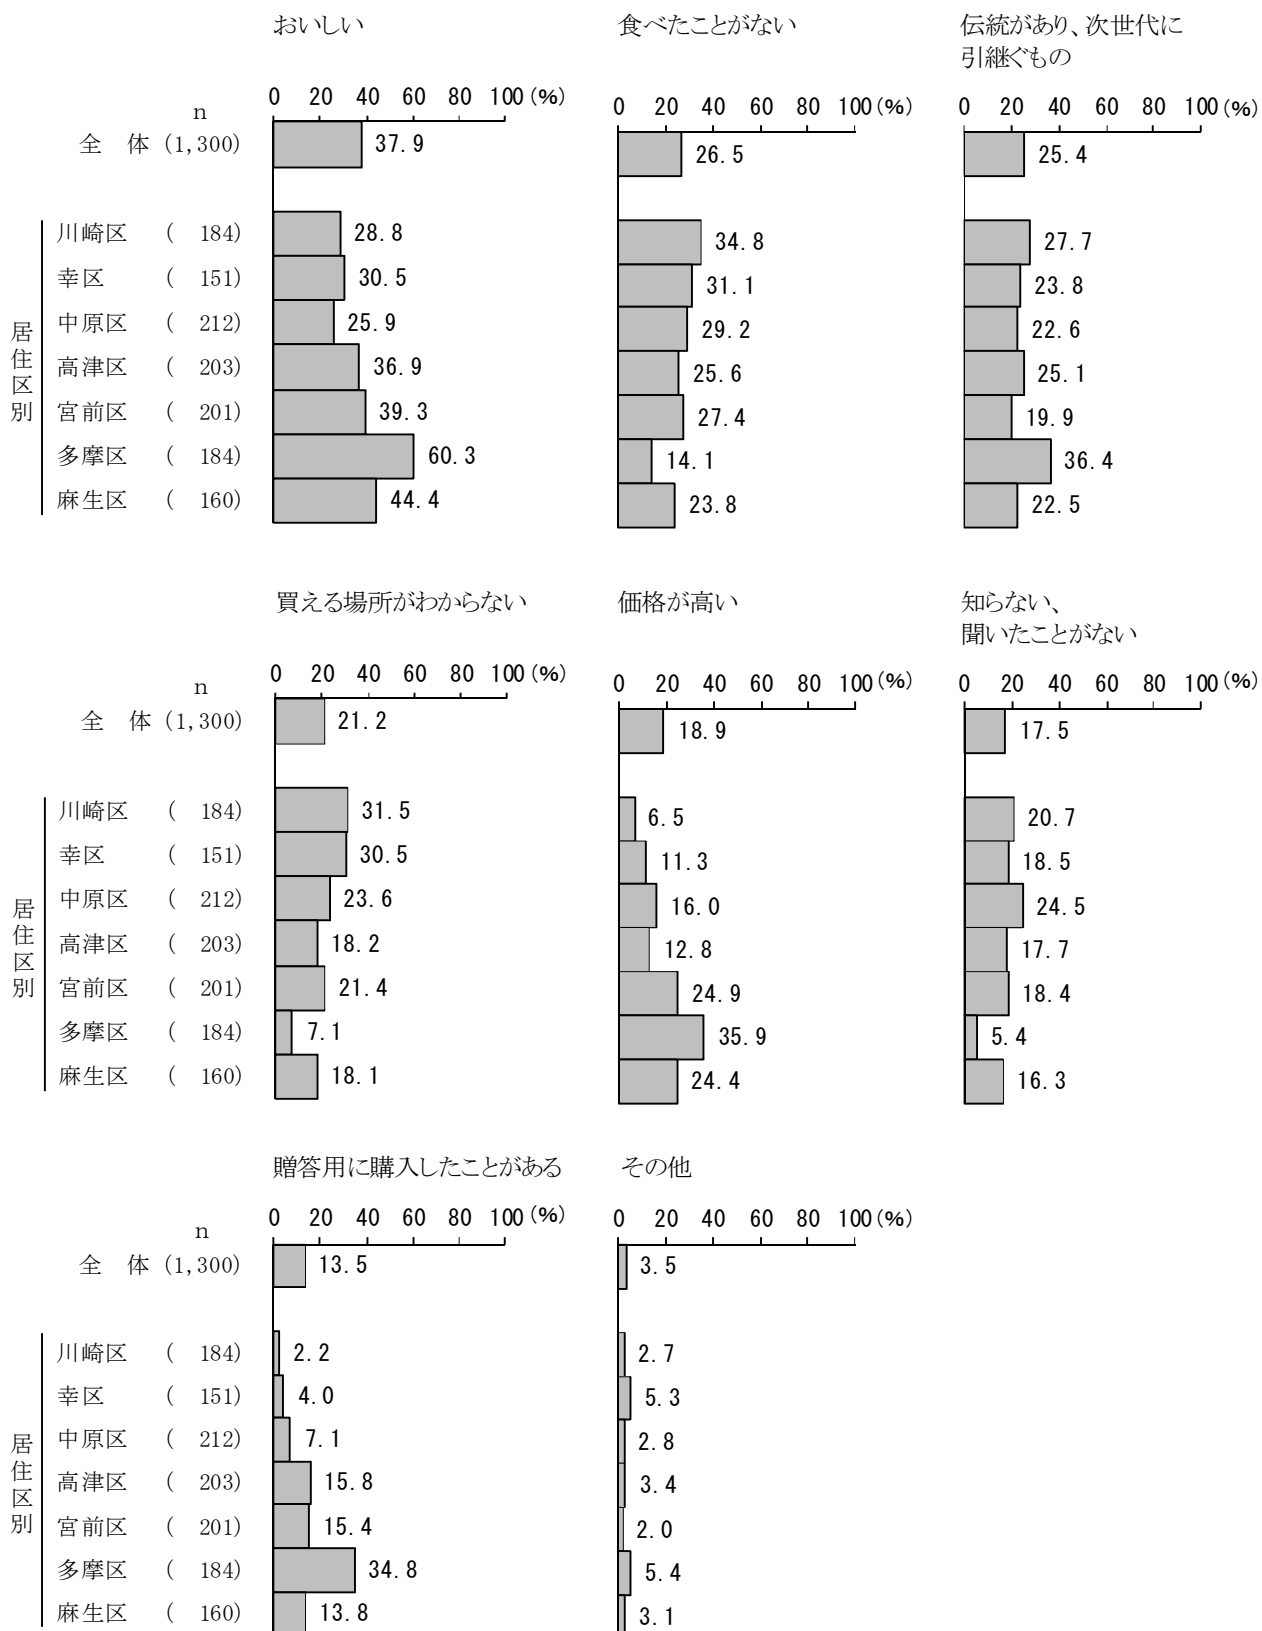 おいしい 食べたことがない 伝統があり、次世代に
引継ぐもの
n 0 20 40 60 80 100(%) 0 20 40 60 80 100(%) 0 20 40 60 80 100(%)
全 体 (1,300) 37.9 26.5 25.4
居住区別
川崎区 ( 184) 28.8 34.8 27.7
幸区 ( 151) 30.5 31.1 23.8
中原区 ( 212) 25.9 29.2 22.6
高津区 ( 203) 36.9 25.6 25.1
宮前区 ( 201) 39.3 27.4 19.9
多摩区 ( 184) 60.3 14.1 36.4
麻生区 ( 160) 44.4 23.8 22.5
買える場所がわからない 価格が高い 知らない、
聞いたことがない
n 0 20 40 60 80 100(%) 0 20 40 60 80 100(%) 0 20 40 60 80 100(%)
全 体 (1,300) 21.2 18.9 17.5
居住区別
川崎区 ( 184) 31.5 6.5 20.7
幸区 ( 151) 30.5 11.3 18.5
中原区 ( 212) 23.6 16.0 24.5
高津区 ( 203) 18.2 12.8 17.7
宮前区 ( 201) 21.4 24.9 18.4
多摩区 ( 184) 7.1 35.9 5.4
麻生区 ( 160) 18.1 24.4 16.3
贈答用に購入したことがある その他
n 0 20 40 60 80 100(%) 0 20 40 60 80 100(%)
全 体 (1,300) 13.5 3.5
居住区別
川崎区 ( 184) 2.2 2.7
幸区 ( 151) 4.0 5.3
中原区 ( 212) 7.1 2.8
高津区 ( 203) 15.8 3.4
宮前区 ( 201) 15.4 2.0
多摩区 ( 184) 34.8 5.4
麻生区 ( 160) 13.8 3.1